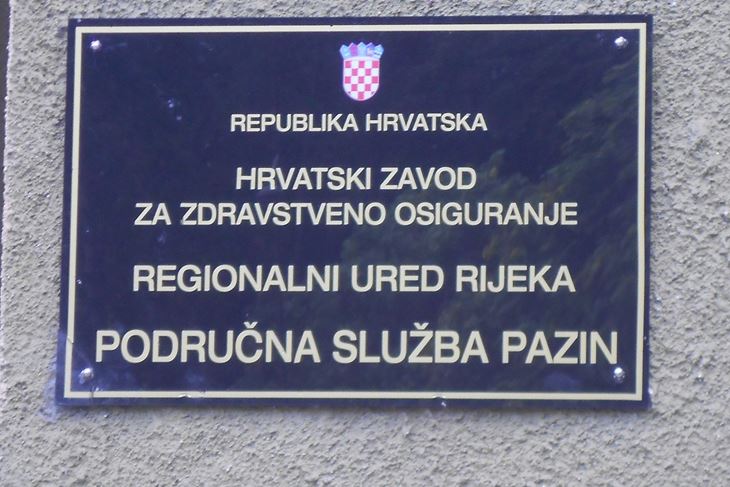 REPUBLIKA HRVATSKA
HRVATSKI ZAVOD
ZA ZDRAVSTVENO OSIGURANJE
REGIONALNI URED RIJEKA
PODRUČNA SLUŽBA PAZIN